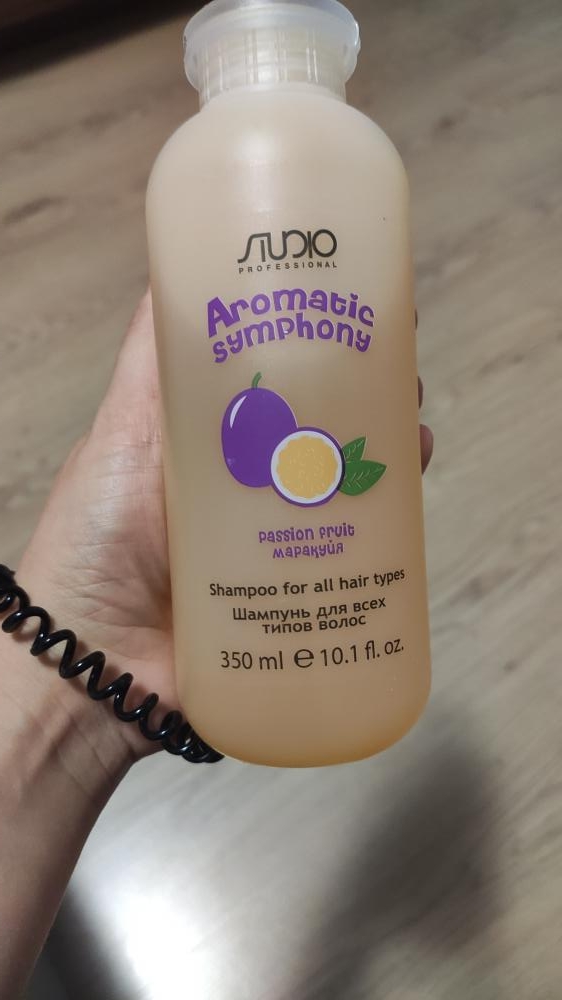 STUDIO
PROFESSIONAL
Aromatic
symphony
passion fruit
маракуйя
Shampoo for all hair types
Шампунь для всех
типов волос
350 ml ℮ 10.1 fl. oz.